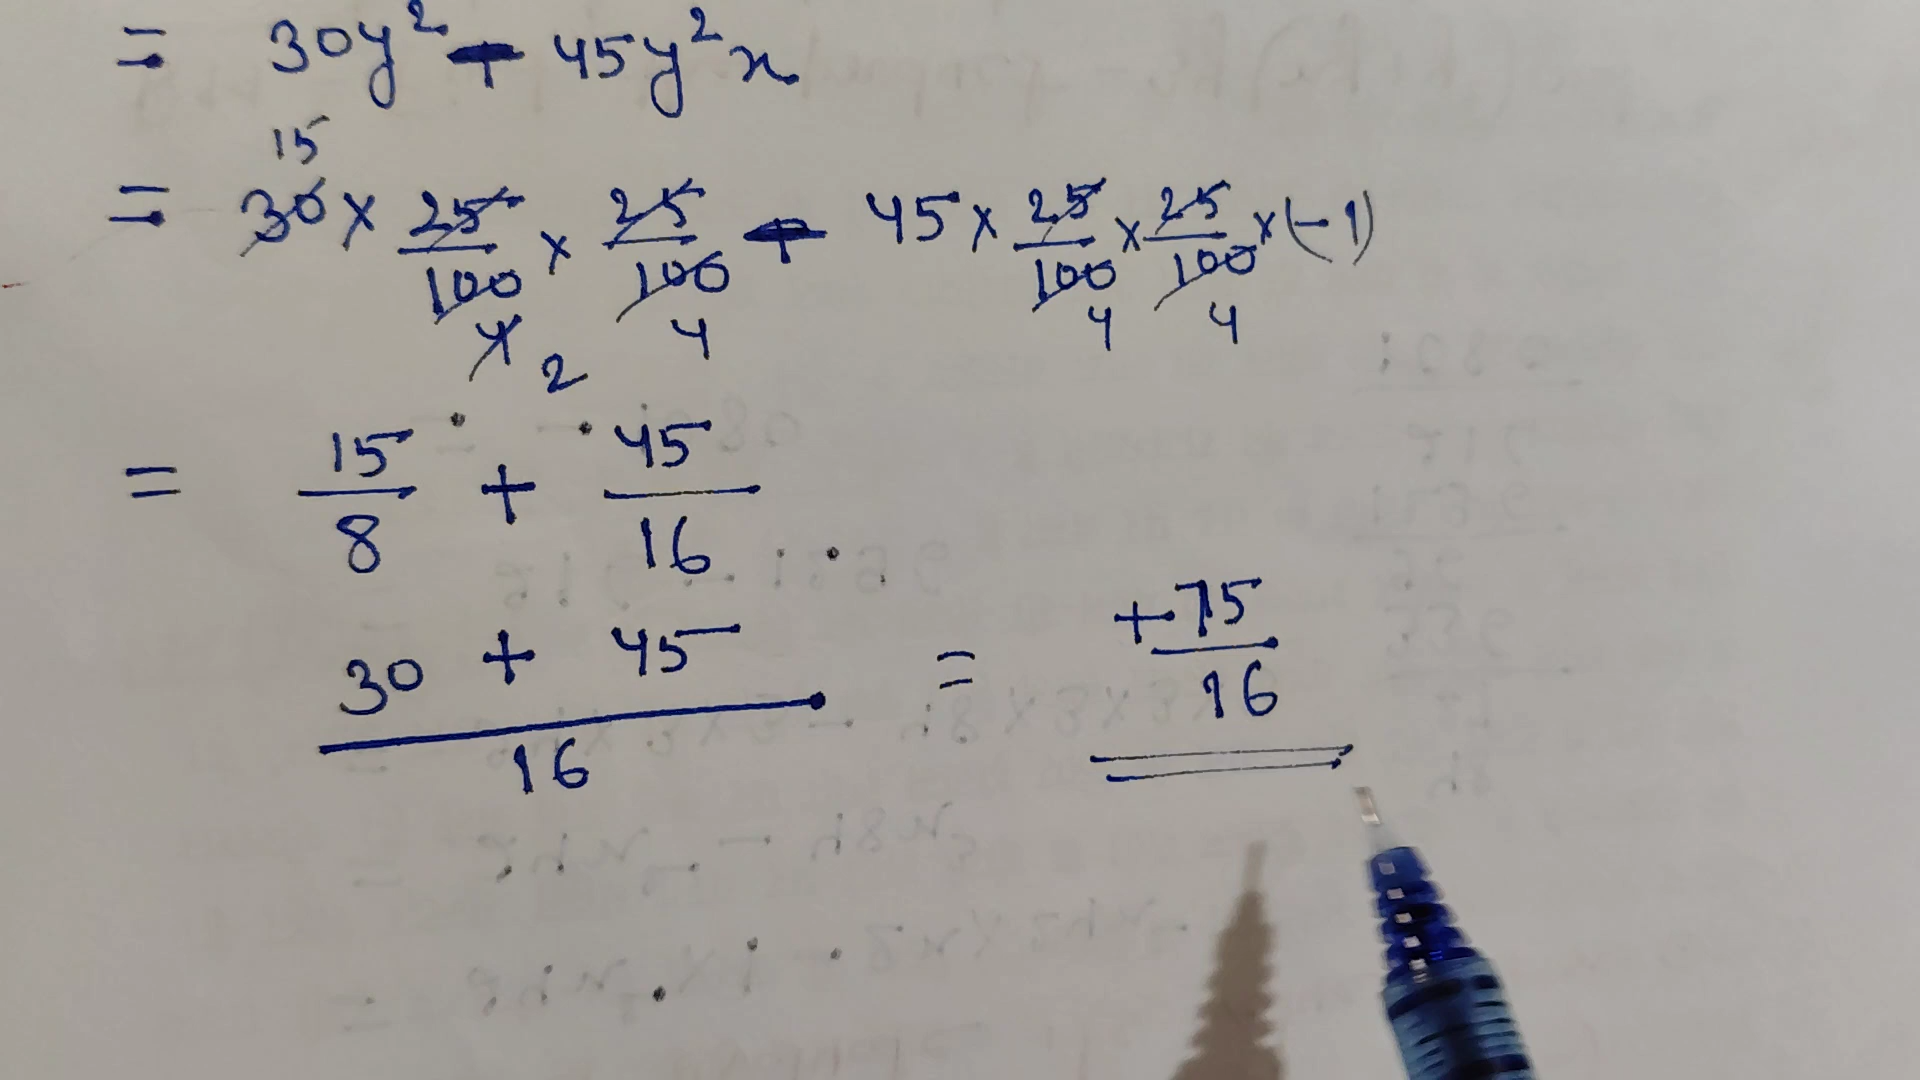 = 30y² - 45y²x
15
= 30 × 25/100 × 25/100 - 45 × 25/100 × 25/100 × (-1)
4 2 4 4 4
= 15/8 + 45/16
30 + 45/16 = +75/16